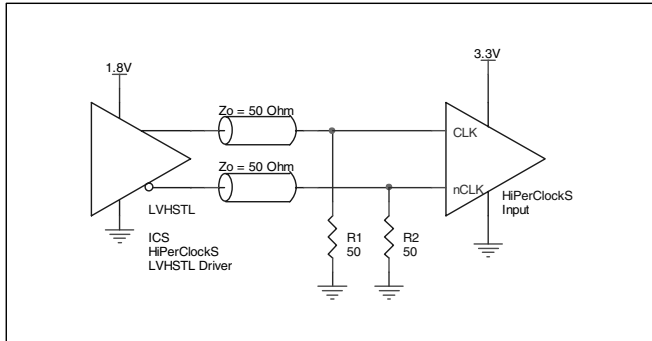 1.8V
3.3V
Zo = 50 Ohm
CLK
Zo = 50 Ohm
nCLK
HiPerClockS
Input
LVHSTL
ICS
HiPerClockS
LVHSTL Driver
R1
50
R2
50